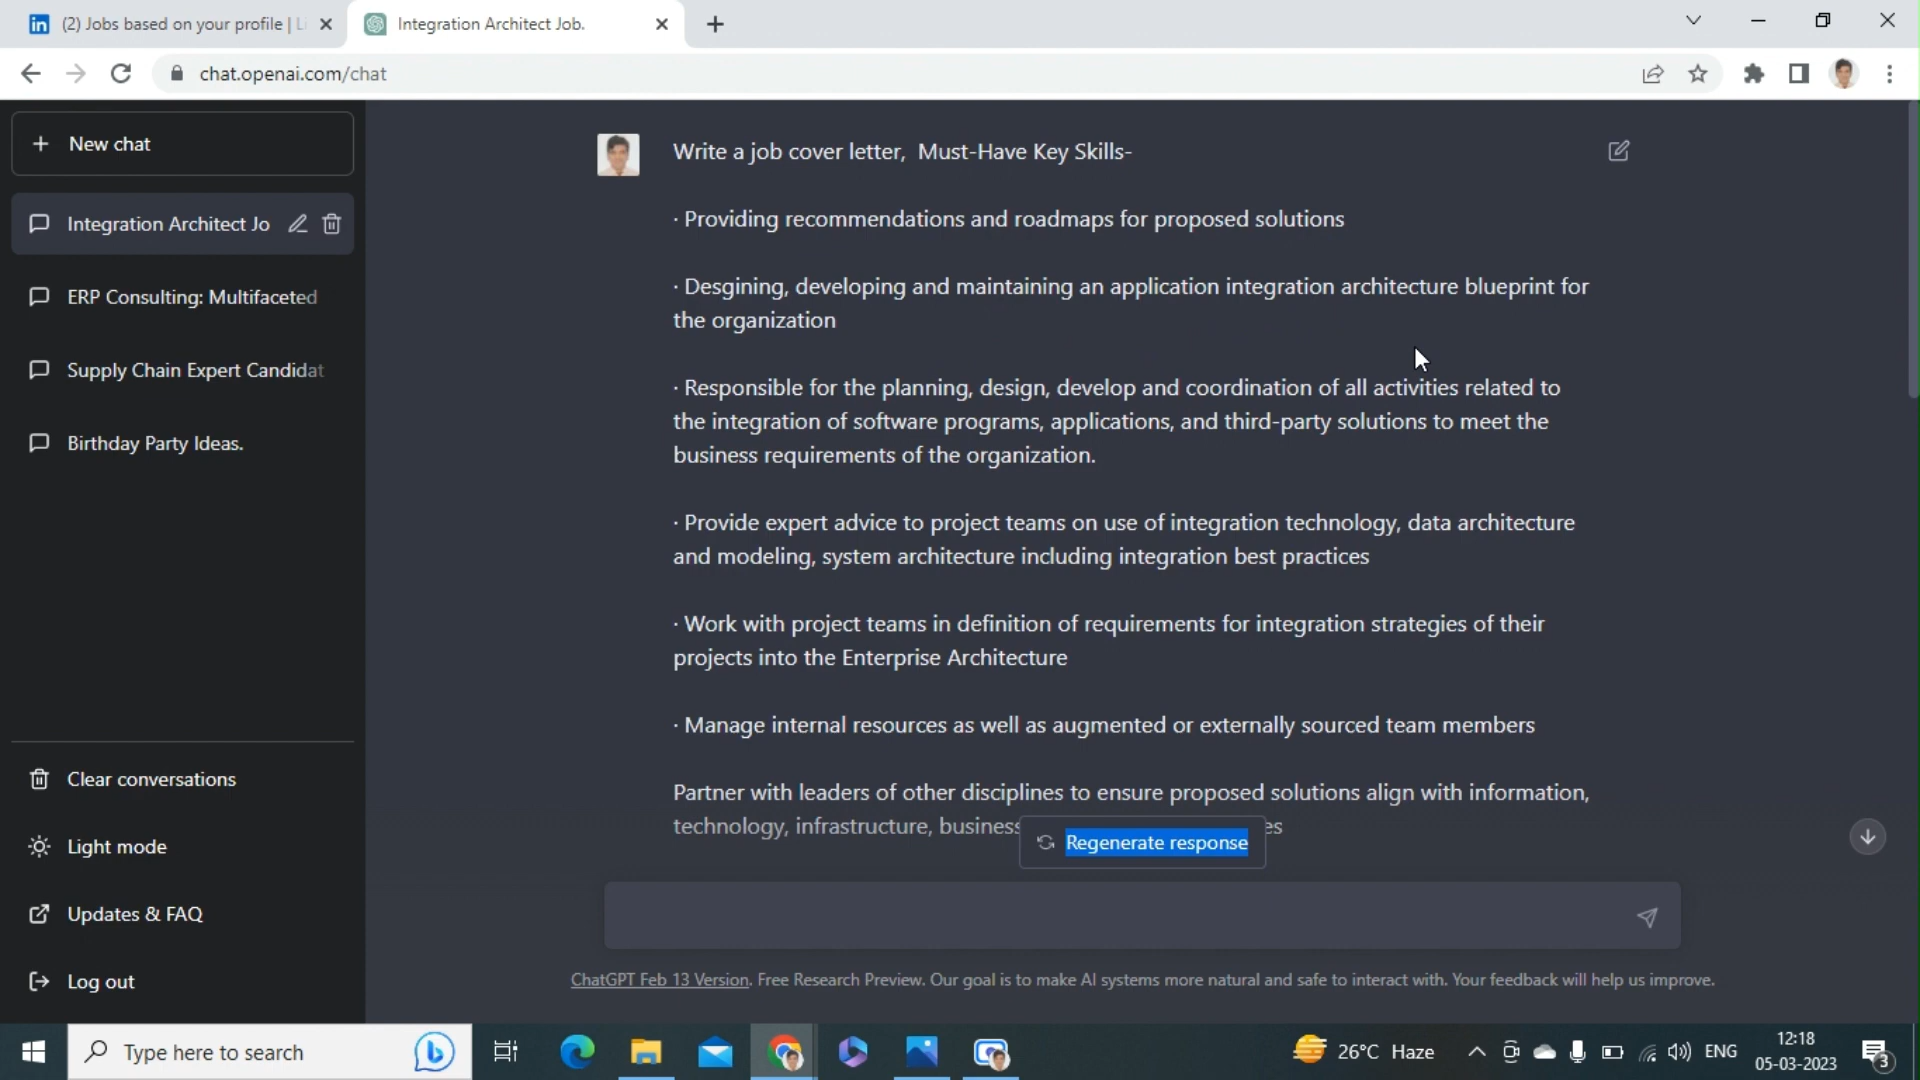 (2) Jobs based on your profile | Li
Integration Architect Job.
chat.openai.com/chat
New chat
Integration Architect Jo
ERP Consulting: Multifaceted
Supply Chain Expert Candidat
Birthday Party Ideas.
Clear conversations
Light mode
Updates & FAQ
Log out
Write a job cover letter,  Must-Have Key Skills-
· Providing recommendations and roadmaps for proposed solutions
· Desgining, developing and maintaining an application integration architecture blueprint for
the organization
· Responsible for the planning, design, develop and coordination of all activities related to
the integration of software programs, applications, and third-party solutions to meet the
business requirements of the organization.
· Provide expert advice to project teams on use of integration technology, data architecture
and modeling, system architecture including integration best practices
· Work with project teams in definition of requirements for integration strategies of their
projects into the Enterprise Architecture
· Manage internal resources as well as augmented or externally sourced team members
Partner with leaders of other disciplines to ensure proposed solutions align with information,
technology, infrastructure, business es
Regenerate response
ChatGPT Feb 13 Version. Free Research Preview. Our goal is to make AI systems more natural and safe to interact with. Your feedback will help us improve.
Type here to search
26°C Haze
ENG
12:18
05-03-2023
3